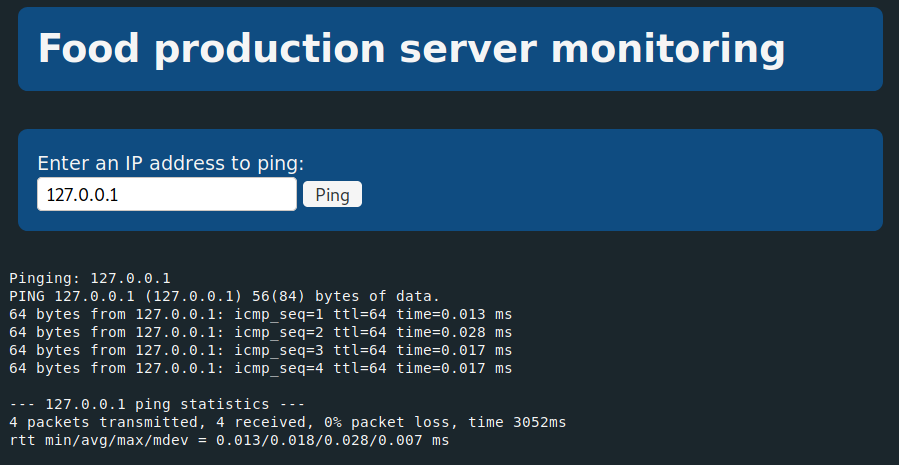 Food production server monitoring
Enter an IP address to ping:
127.0.0.1 Ping
Pinging: 127.0.0.1
PING 127.0.0.1 (127.0.0.1) 56(84) bytes of data.
64 bytes from 127.0.0.1: icmp_seq=1 ttl=64 time=0.013 ms
64 bytes from 127.0.0.1: icmp_seq=2 ttl=64 time=0.028 ms
64 bytes from 127.0.0.1: icmp_seq=3 ttl=64 time=0.017 ms
64 bytes from 127.0.0.1: icmp_seq=4 ttl=64 time=0.017 ms
--- 127.0.0.1 ping statistics ---
4 packets transmitted, 4 received, 0% packet loss, time 3052ms
rtt min/avg/max/mdev = 0.013/0.018/0.028/0.007 ms